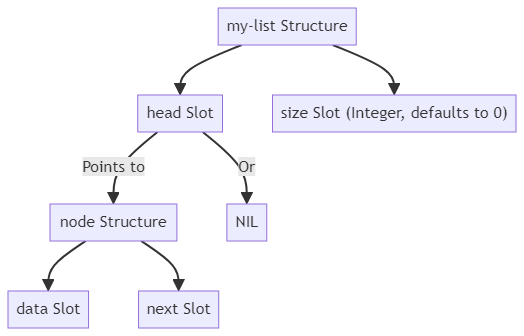 my-list Structure
head Slot
size Slot (Integer, defaults to 0)
Points to
Or
node Structure
NIL
data Slot
next Slot